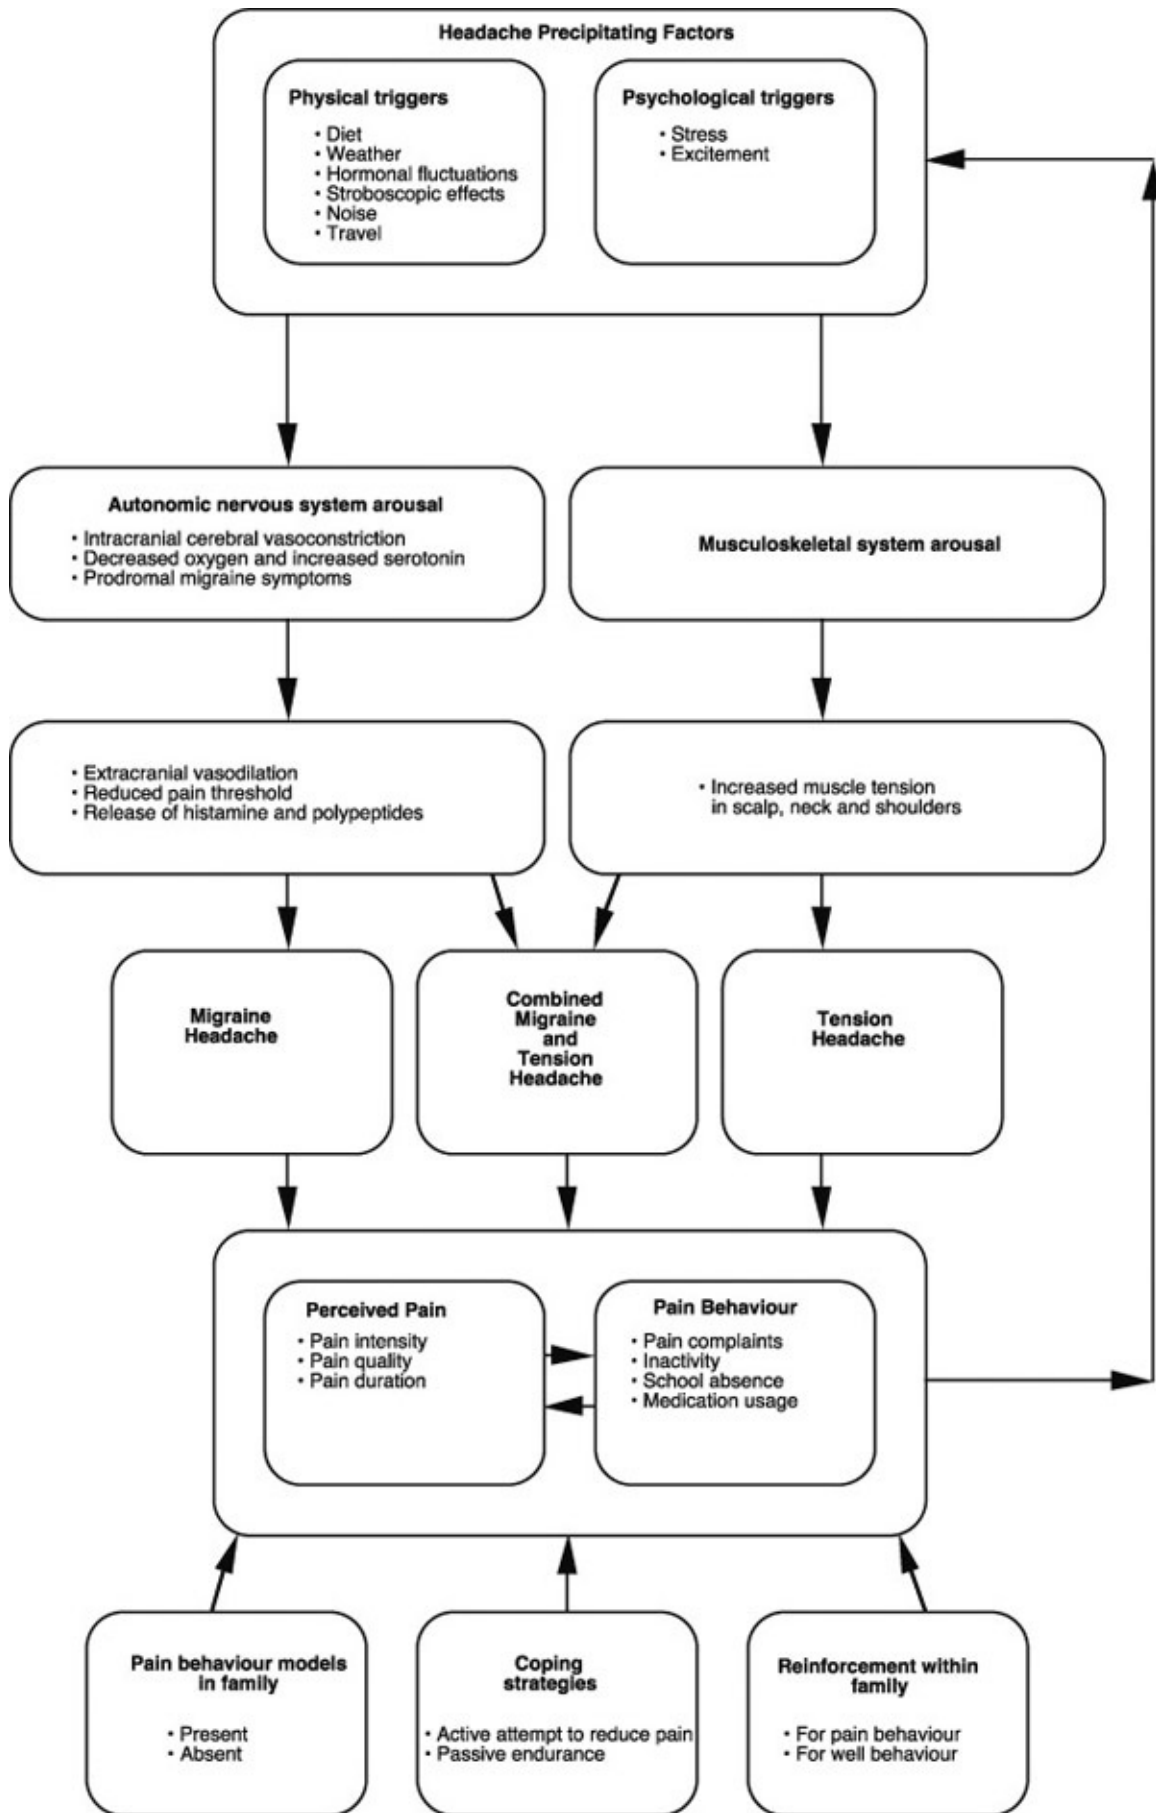 Headache Precipitating Factors
Physical triggers
• Diet
• Weather
• Hormonal fluctuations
• Stroboscopic effects
• Noise
• Travel
Psychological triggers
• Stress
• Excitement
Autonomic nervous system arousal
• Intracranial cerebral vasoconstriction
• Decreased oxygen and increased serotonin
• Prodromal migraine symptoms
Musculoskeletal system arousal
• Extracranial vasodilation
• Reduced pain threshold
• Release of histamine and polypeptides
• Increased muscle tension
in scalp, neck and shoulders
Migraine
Headache
Combined
Migraine
and
Tension
Headache
Tension
Headache
Perceived Pain
• Pain intensity
• Pain quality
• Pain duration
Pain Behaviour
• Pain complaints
• Inactivity
• School absence
• Medication usage
Pain behaviour models
in family
• Present
• Absent
Coping
strategies
• Active attempt to reduce pain
• Passive endurance
Reinforcement within
family
• For pain behaviour
• For well behaviour